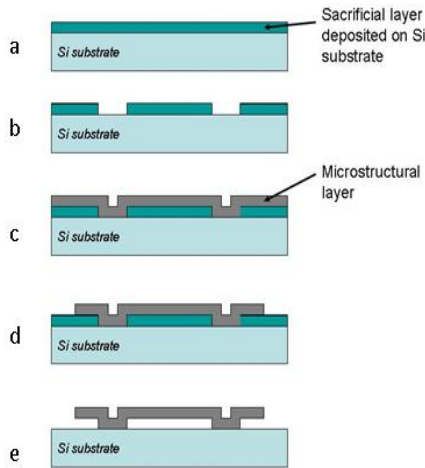 a
Sacrificial layer
deposited on Si
substrate
Si substrate
b
Si substrate
Microstructural
layer
c
Si substrate
d
Si substrate
e
Si substrate